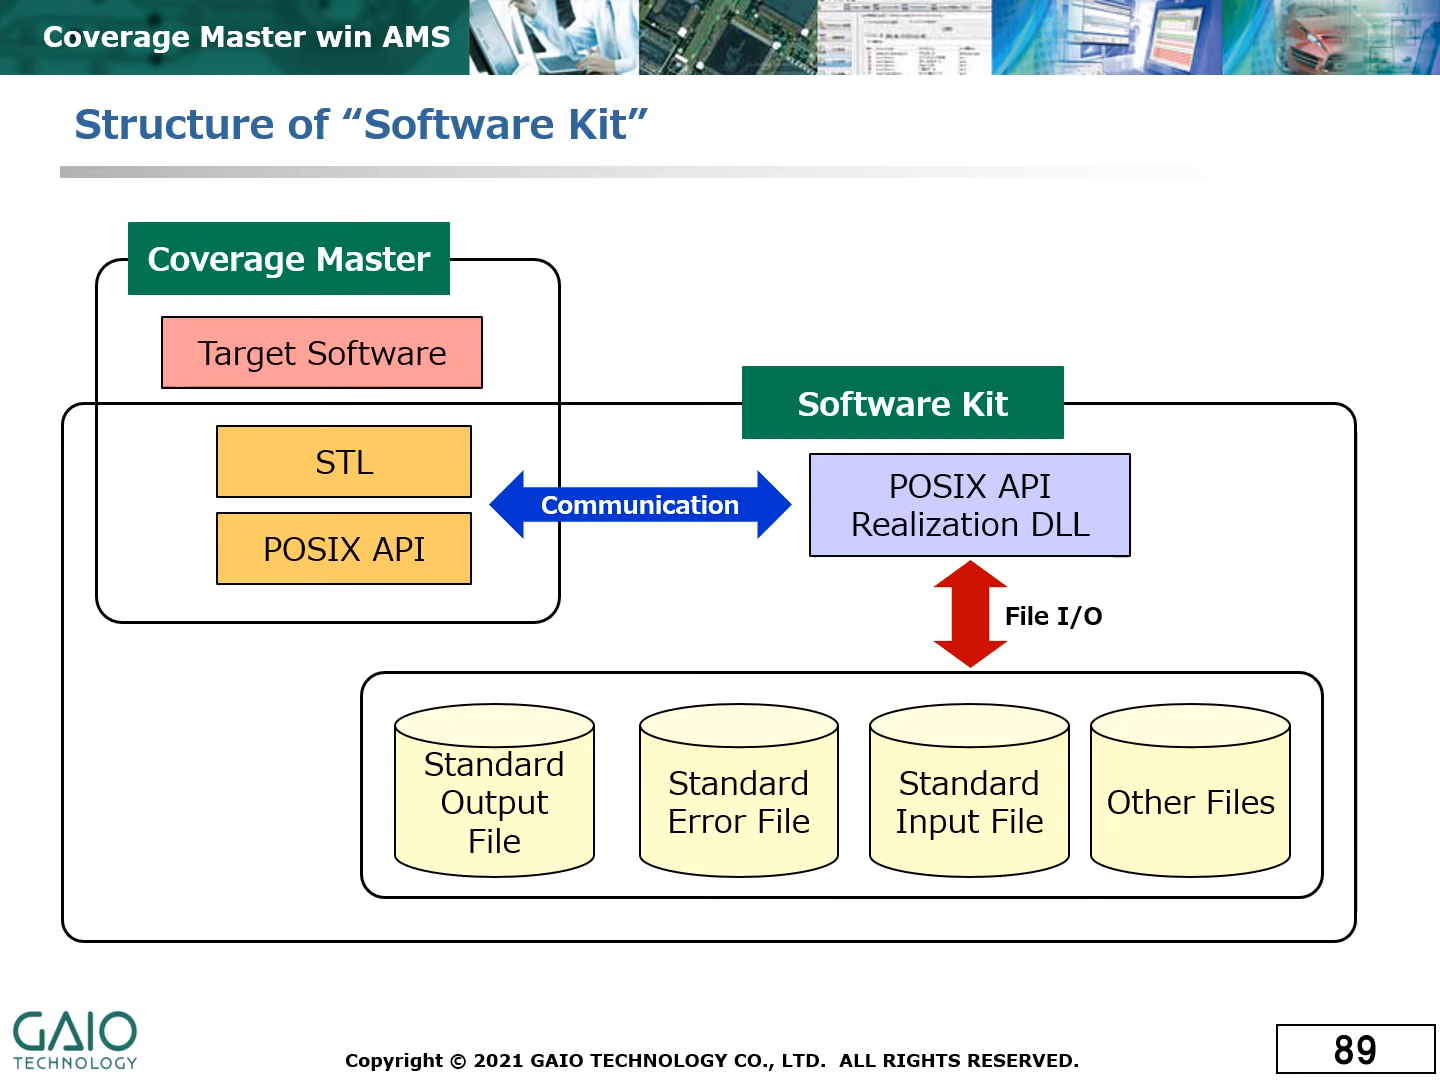 Coverage Master win AMS
Structure of “Software Kit”
Coverage Master
Target Software
Software Kit
STL
POSIX API
Communication
POSIX API
Realization DLL
File I/O
Standard
Output
File
Standard
Error File
Standard
Input File
Other Files
GAIO
TECHNOLOGY
Copyright © 2021 GAIO TECHNOLOGY CO., LTD.  ALL RIGHTS RESERVED.
89